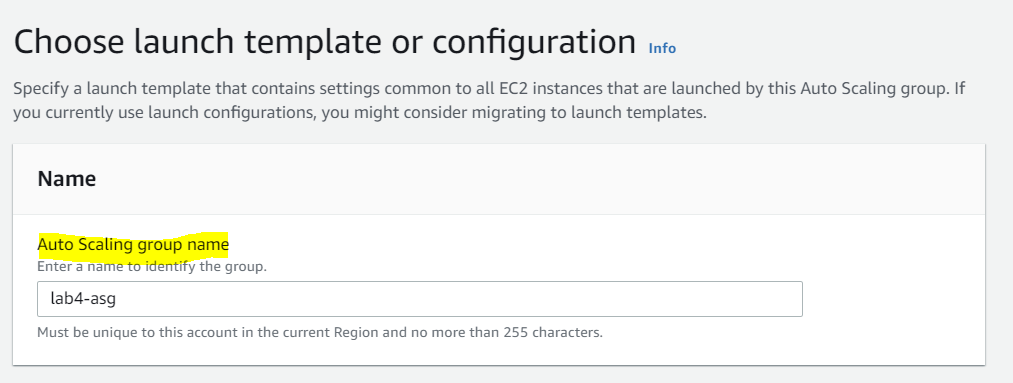 Choose launch template or configuration Info
Specify a launch template that contains settings common to all EC2 instances that are launched by this Auto Scaling group. If
you currently use launch configurations, you might consider migrating to launch templates.
Name
Auto Scaling group name
Enter a name to identify the group.
lab4-asg
Must be unique to this account in the current Region and no more than 255 characters.